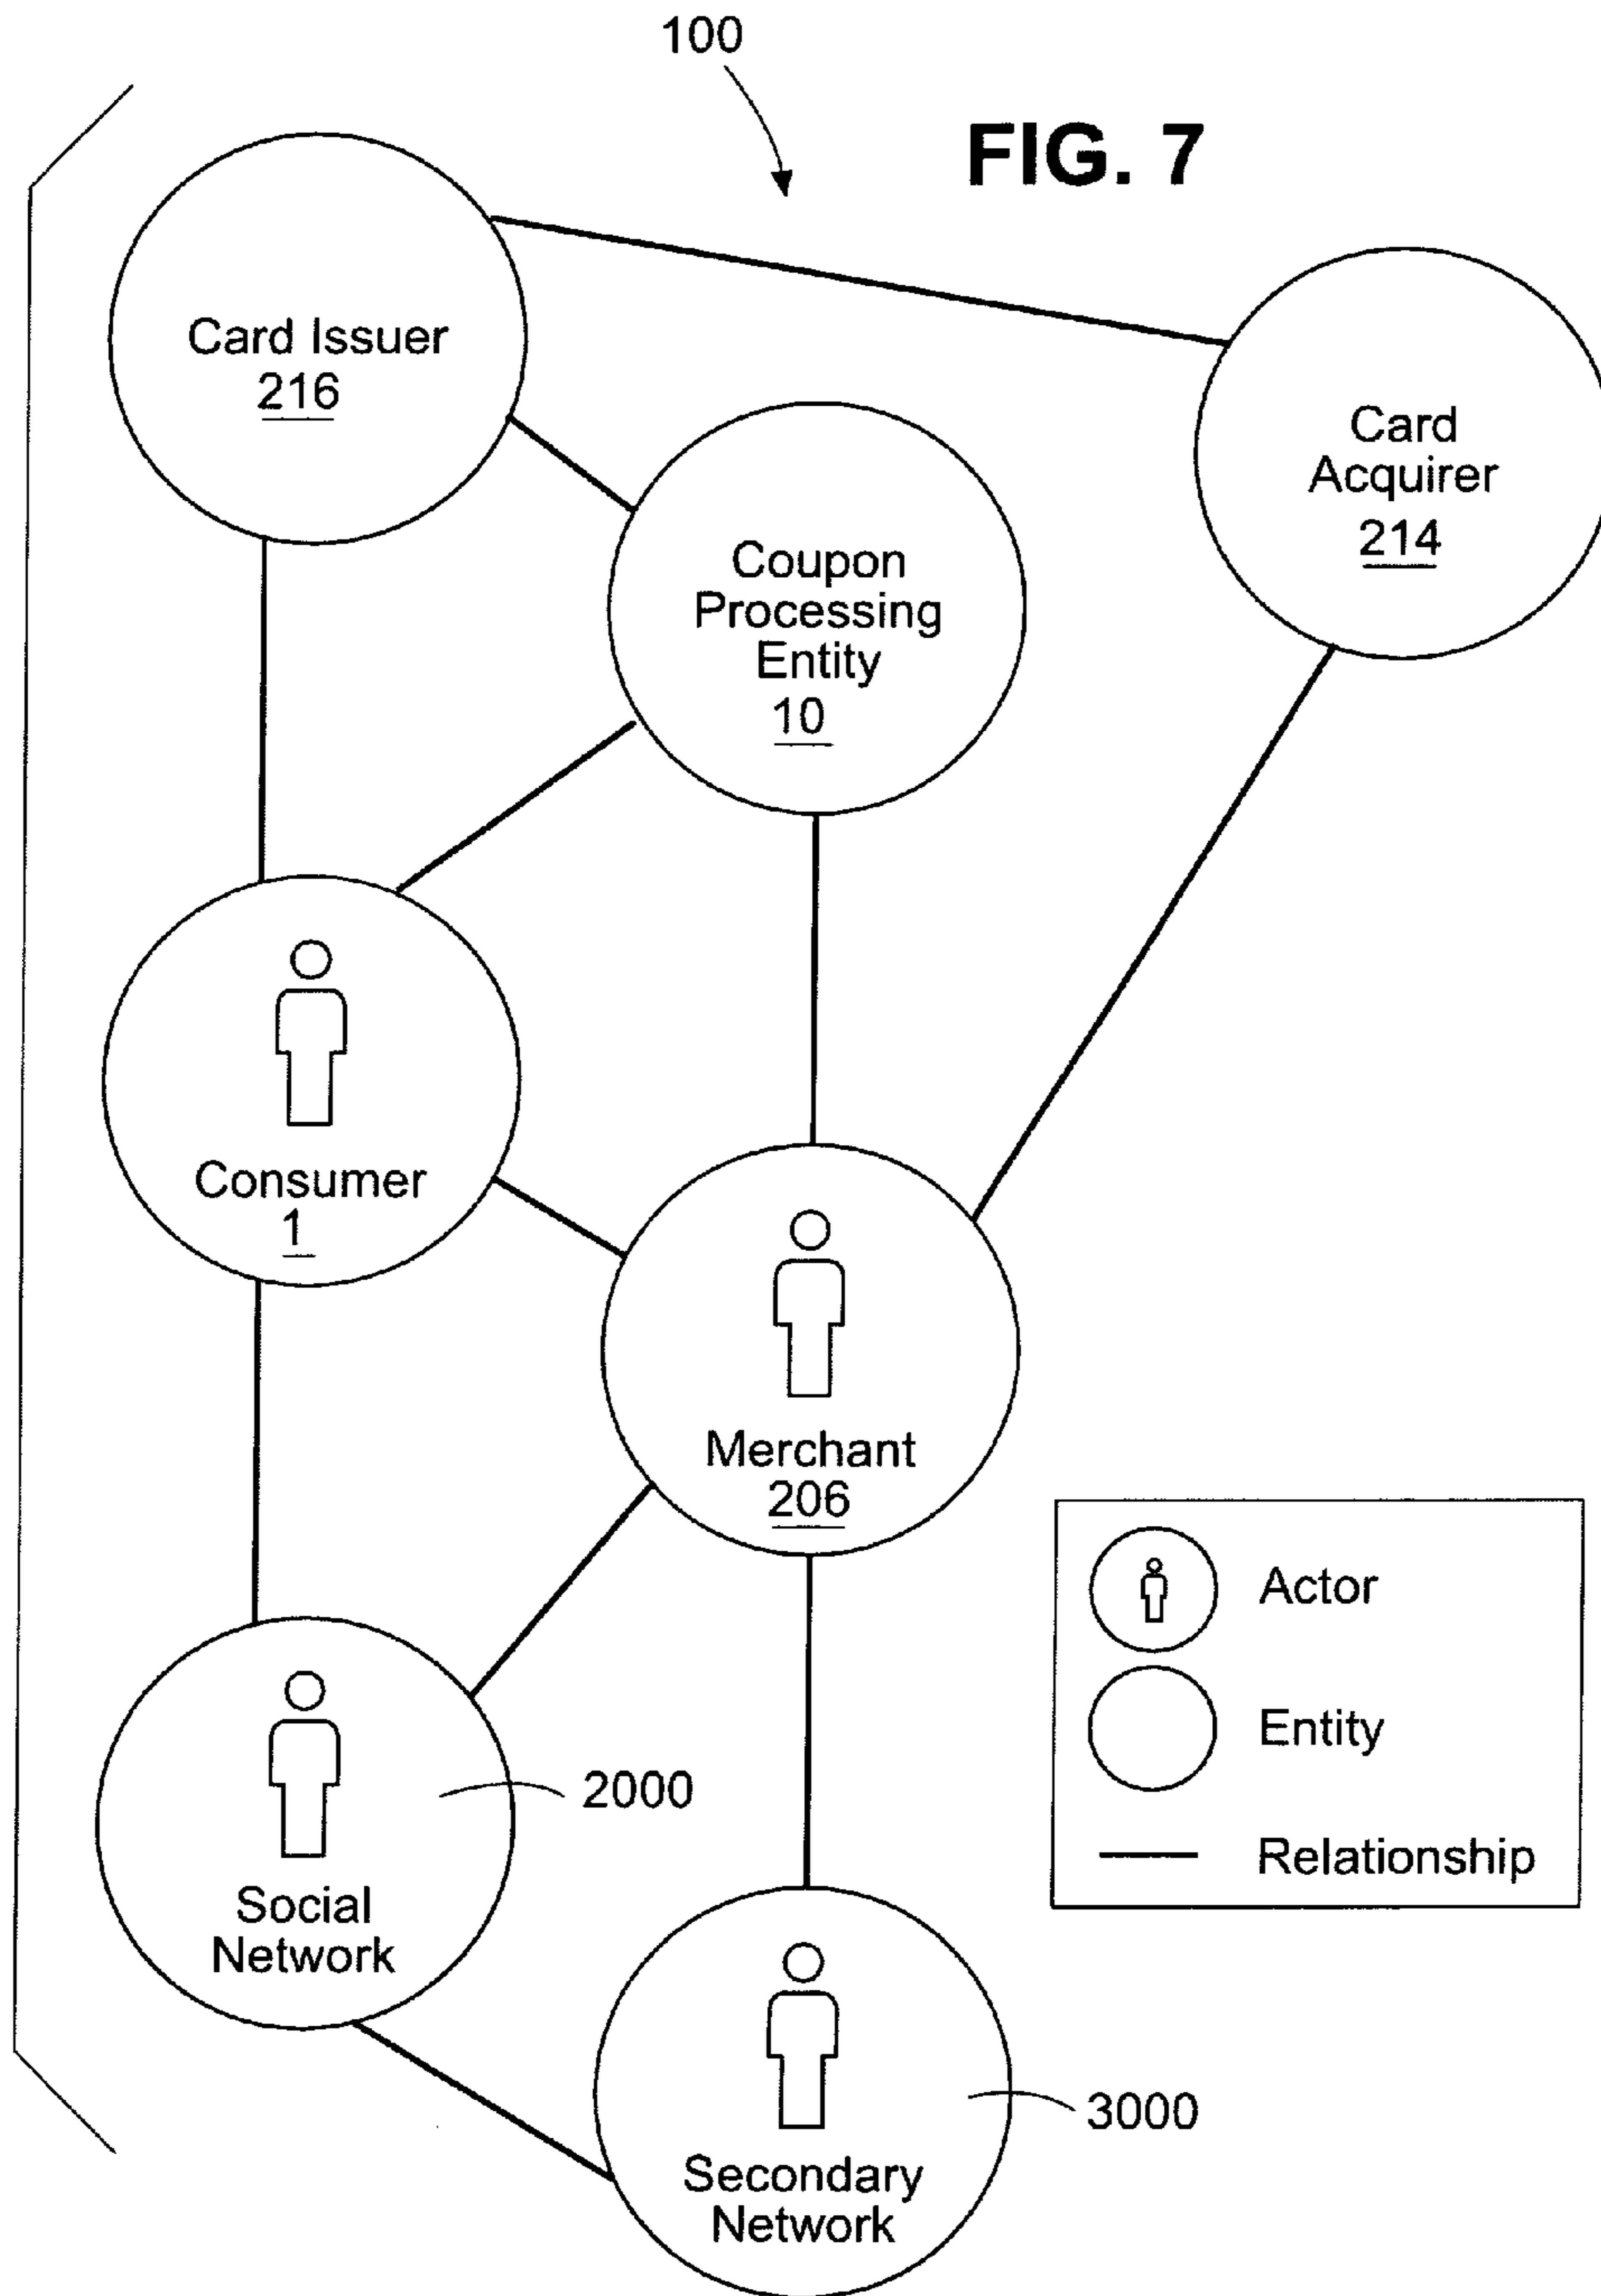 100
FIG. 7
Card Issuer
216
Card
Acquirer
214
Coupon
Processing
Entity
10
Consumer
1
Merchant
206
Actor
Entity
Relationship
2000
Social
Network
3000
Secondary
Network